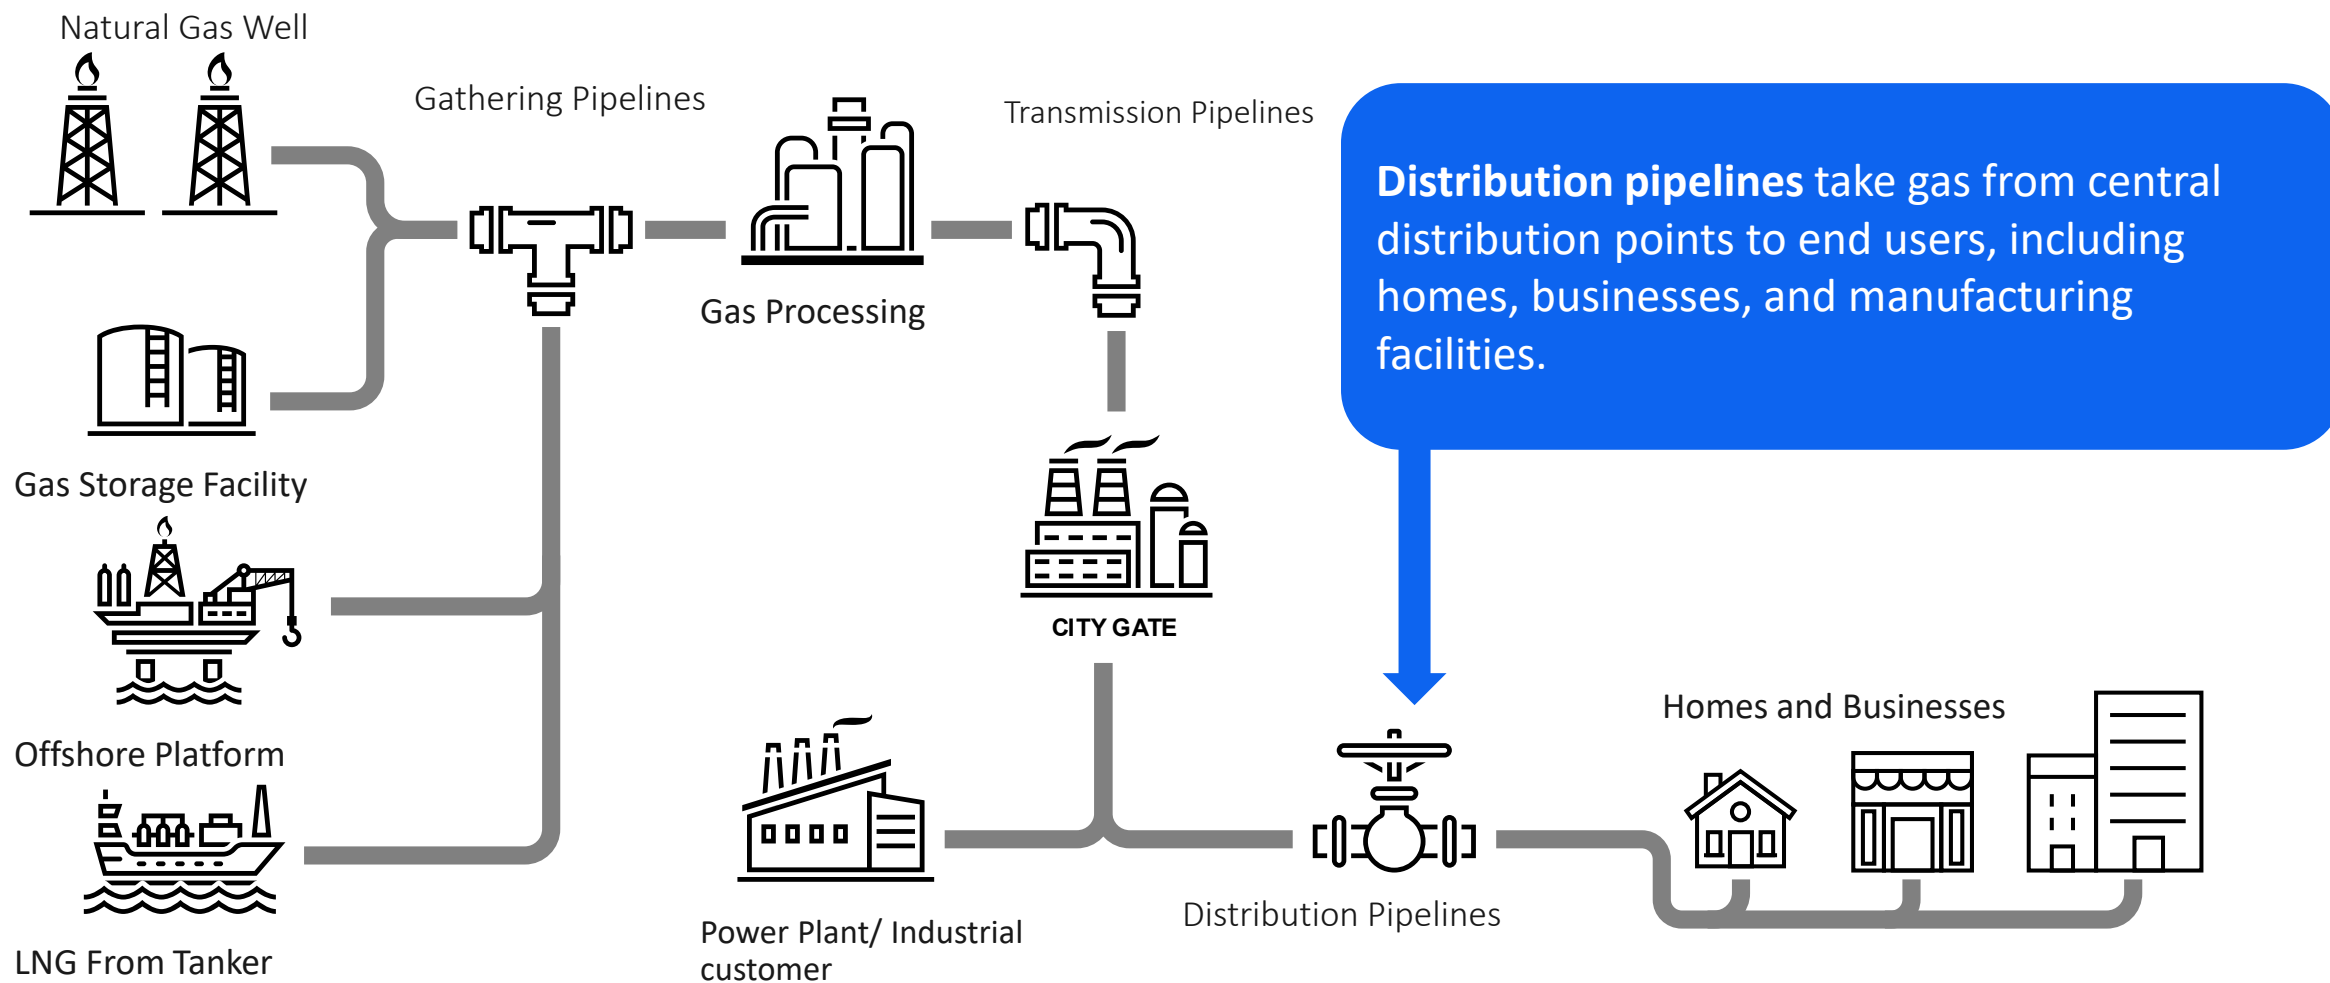 Natural Gas Well
Gathering Pipelines
Transmission Pipelines
Distribution pipelines take gas from central
distribution points to end users, including
homes, businesses, and manufacturing
facilities.
Gas Processing
Gas Storage Facility
CITY GATE
Offshore Platform
Homes and Businesses
LNG From Tanker
Power Plant/ Industrial
customer
Distribution Pipelines